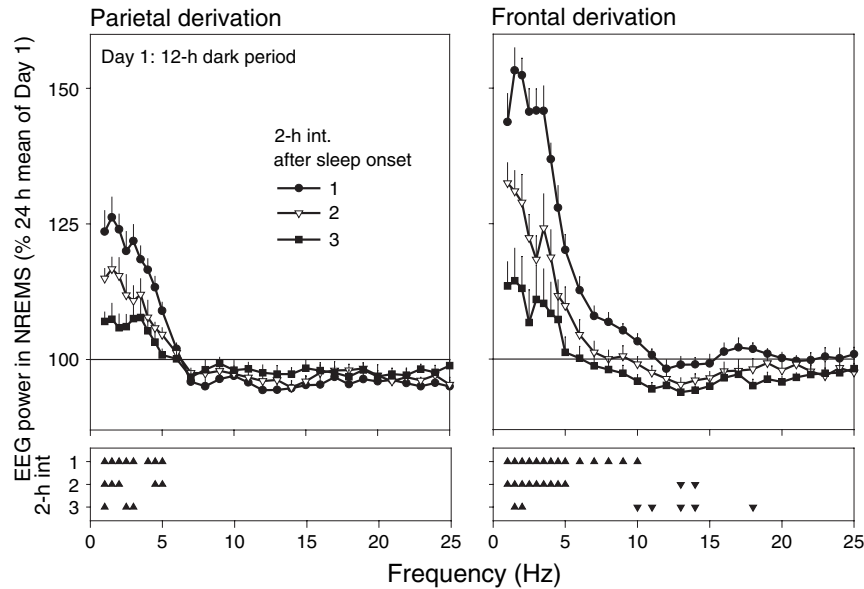 Parietal derivation
Frontal derivation
Day 1: 12-h dark period
2-h int.
after sleep onset
1
2
3
EEG power in NREMS (% 24 h mean of Day 1)
150
125
100
2-h int
1
2
3
0 5 10 15 20 25
0 5 10 15 20 25
Frequency (Hz)